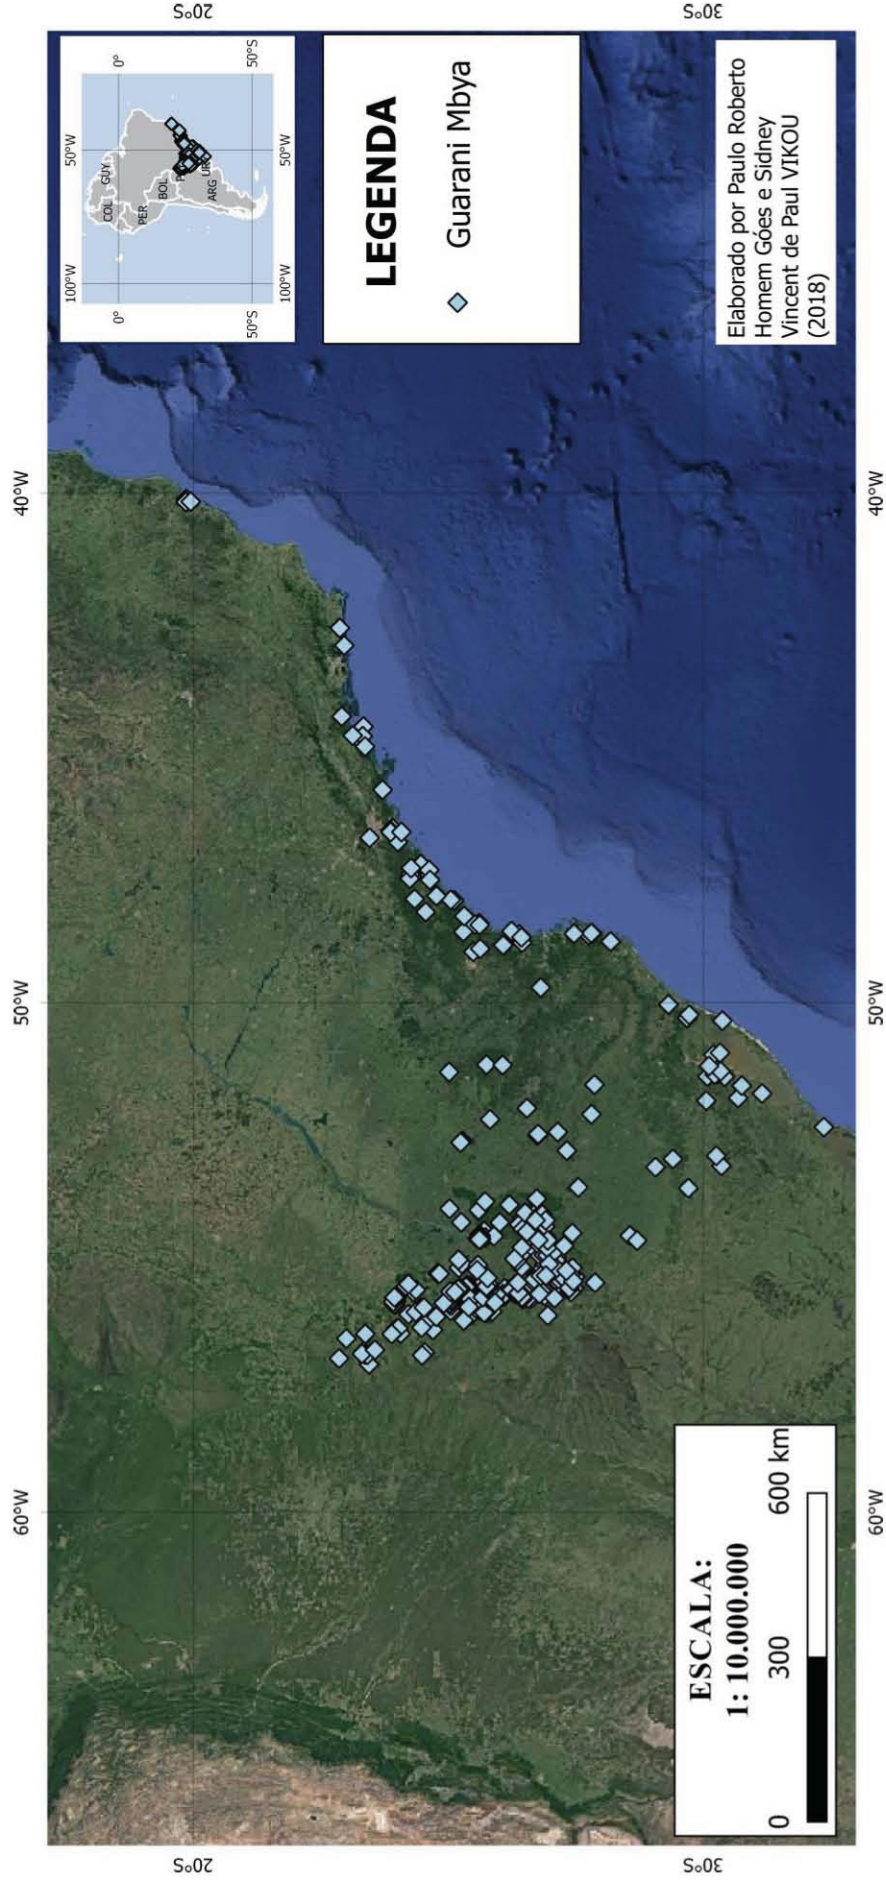 60°W 50°W 40°W
20°S 20°S
30°S 30°S
100°W 50°W
0° 0°
50°S 50°S
COL GUY
PER BOL
ARG UR
100°W 50°W
LEGENDA
Guarani Mbya
ESCALA:
1: 10.000.000
0 300 600 km
Elaborado por Paulo Roberto
Homem Góes e Sidney
Vincent de Paul VIKOU
(2018)
60°W 50°W 40°W